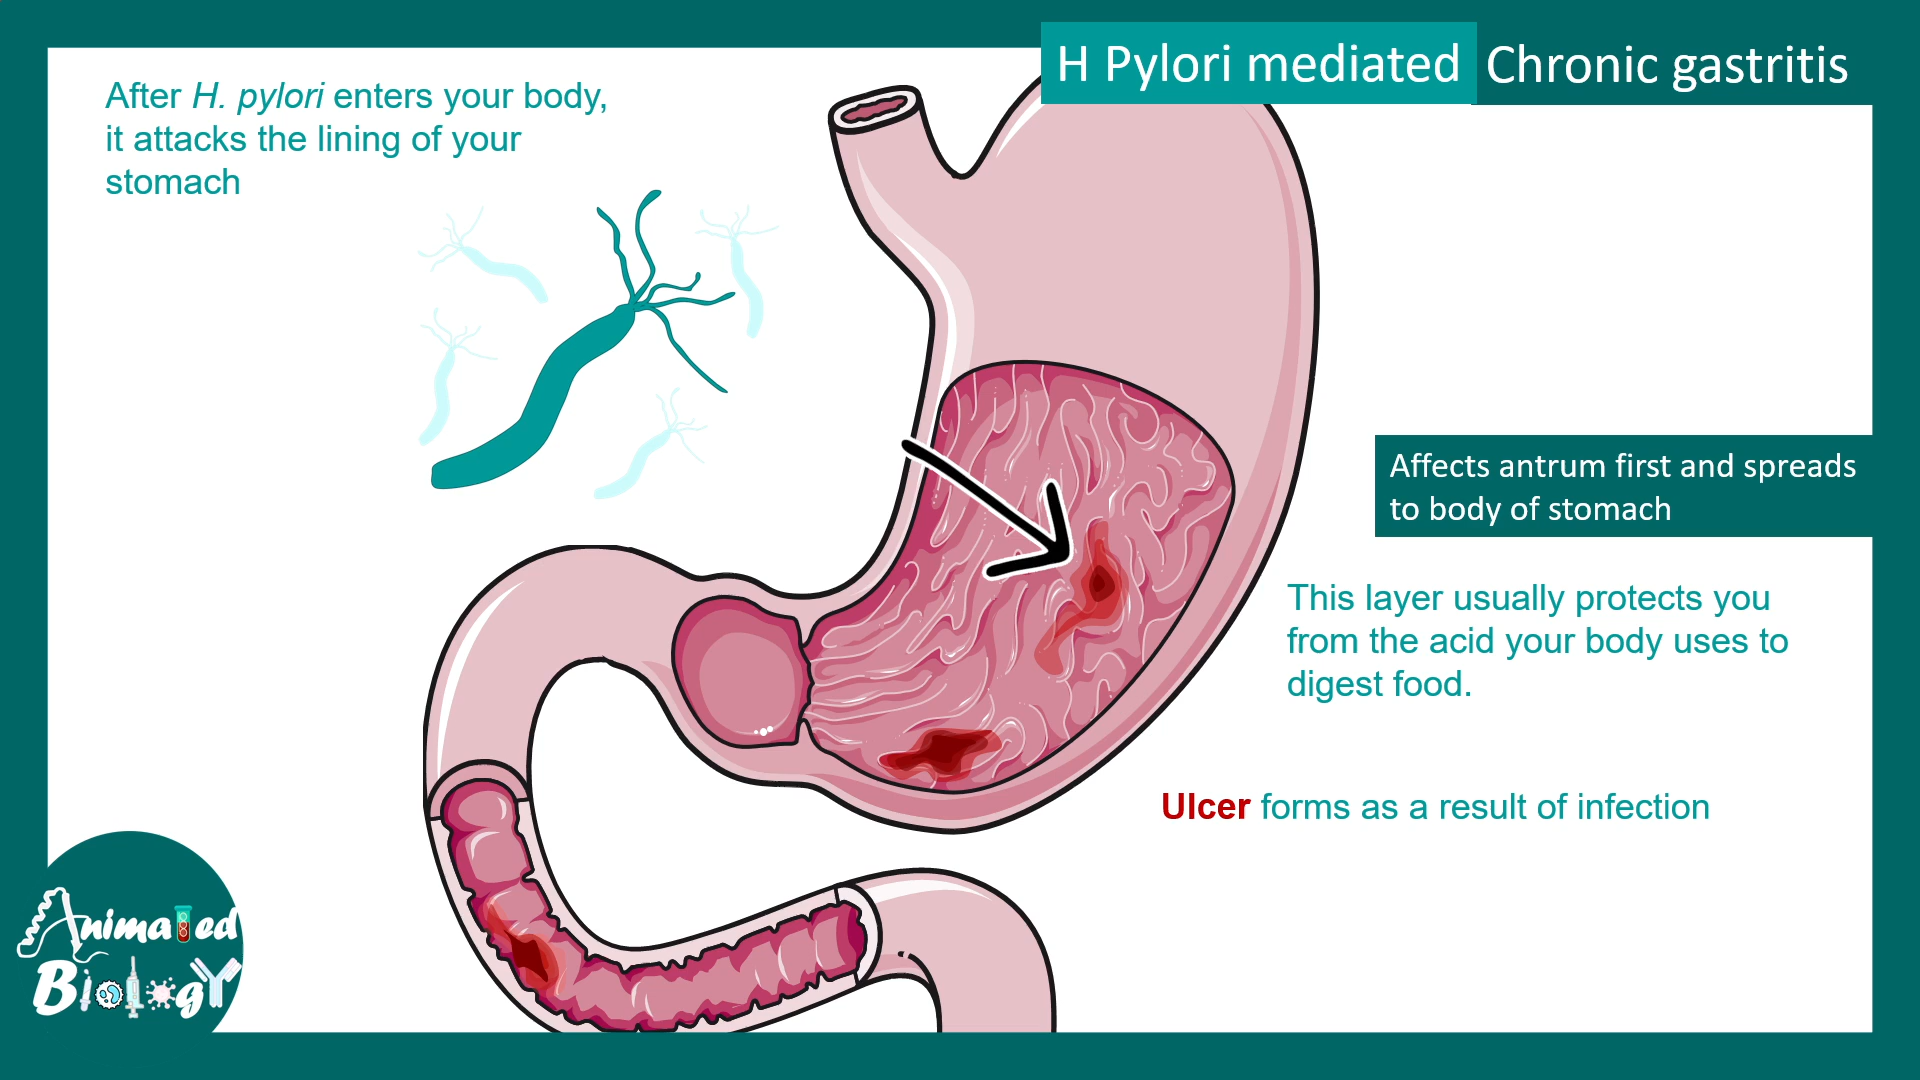 H Pylori mediated Chronic gastritis
After H. pylori enters your body,
it attacks the lining of your
stomach
Affects antrum first and spreads
to body of stomach
This layer usually protects you
from the acid your body uses to
digest food.
Ulcer forms as a result of infection
Animated
BiologY